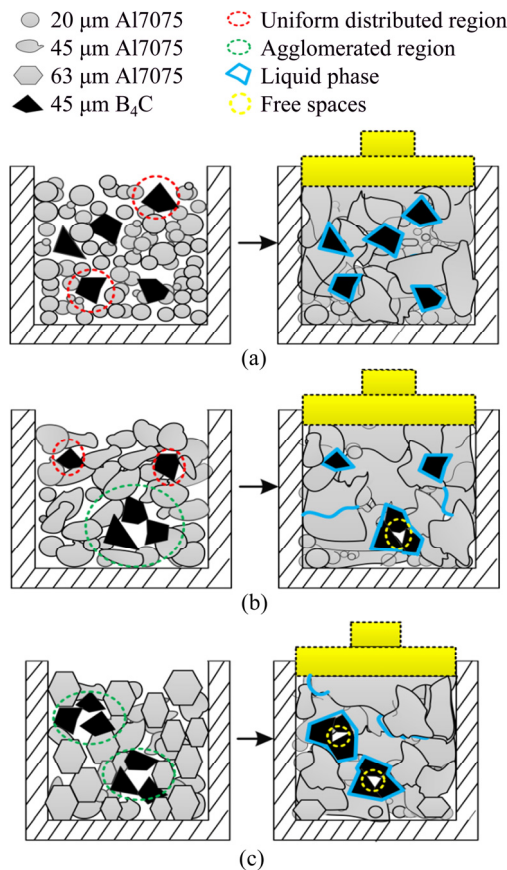 20 μm Al7075
45 μm Al7075
63 μm Al7075
45 μm B₄C
Uniform distributed region
Agglomerated region
Liquid phase
Free spaces
(a)
(b)
(c)